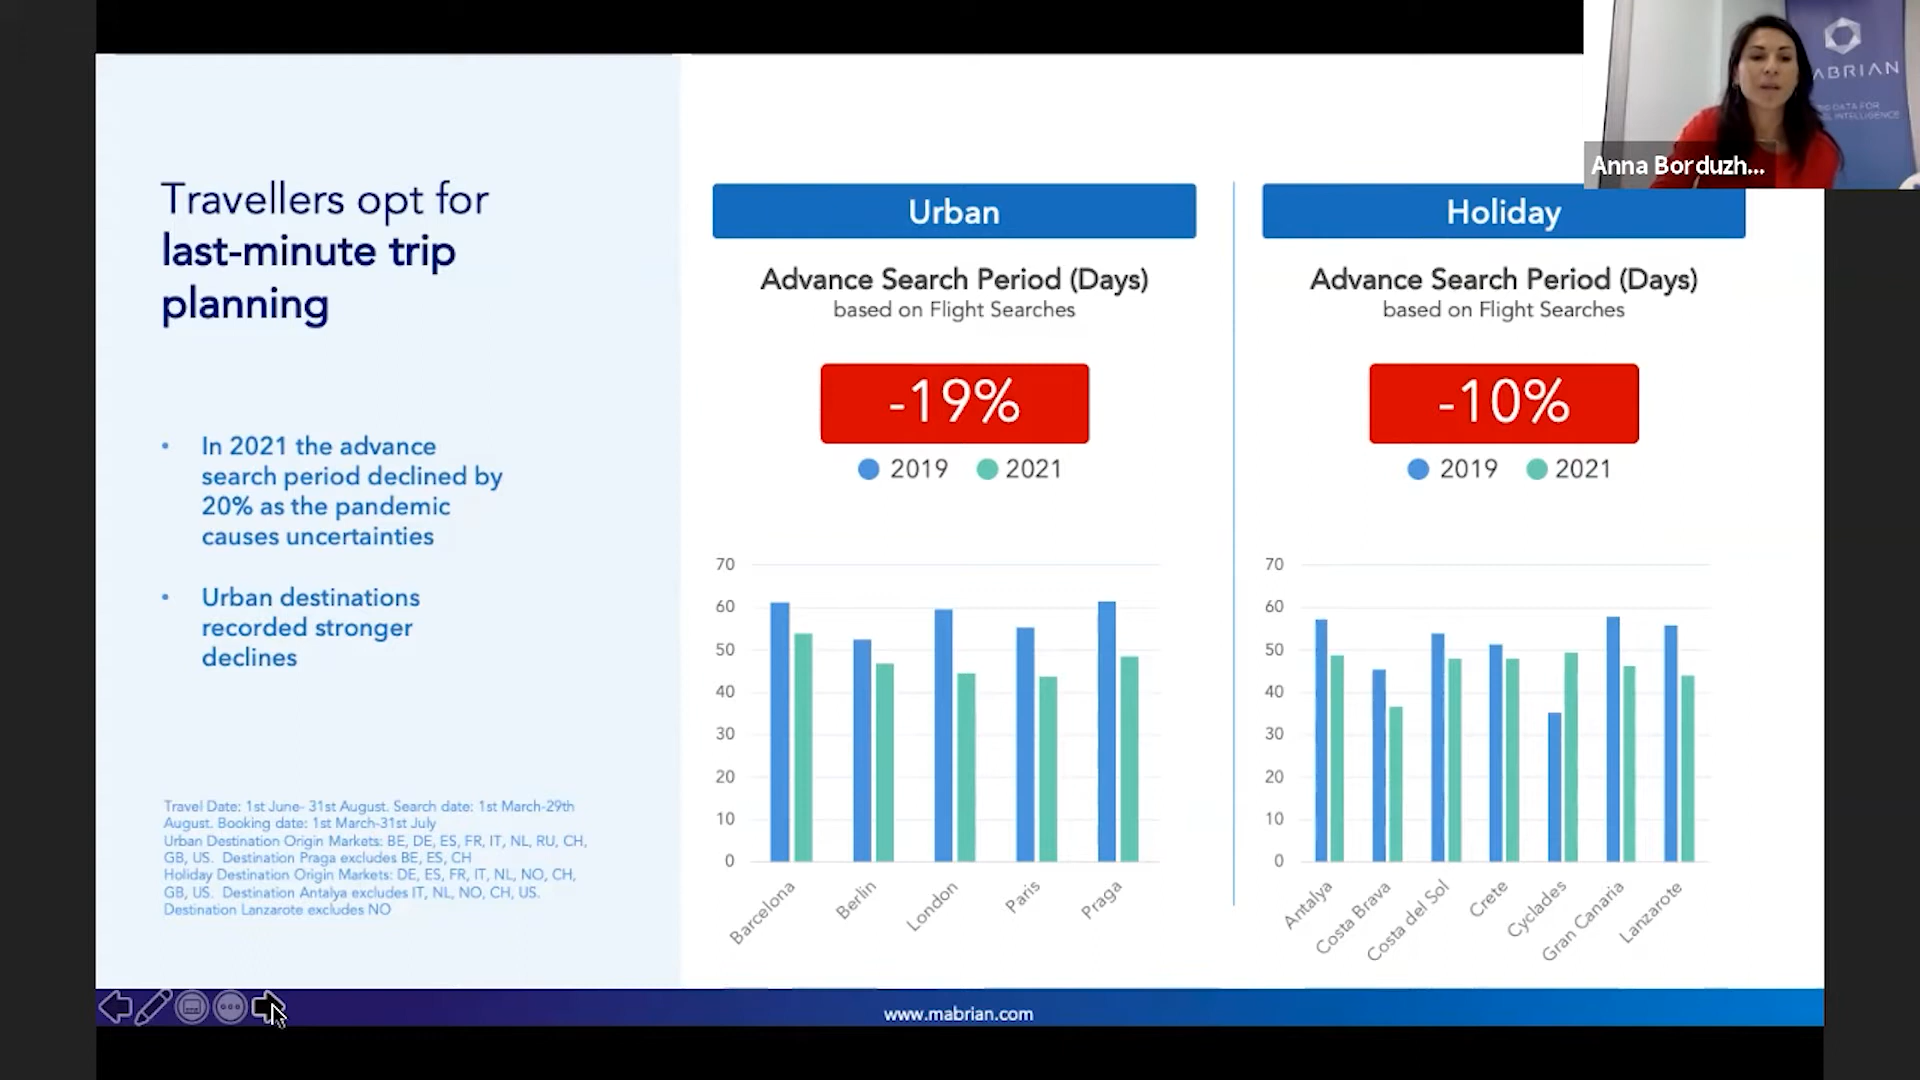 Travellers opt for
last-minute trip
planning
• In 2021 the advance
search period declined by
20% as the pandemic
causes uncertainties
• Urban destinations
recorded stronger
declines
Travel Date: 1st June- 31st August. Search date: 1st March-29th
August. Booking date: 1st March-31st July
Urban Destination Origin Markets: BE, DE, ES, FR, IT, NL, RU, CH,
GB, US. Destination Praga excludes BE, ES, CH
Holiday Destination Origin Markets: DE, ES, FR, IT, NL, NO, CH,
GB, US. Destination Antalya excludes IT, NL, NO, CH, US.
Destination Lanzarote excludes NO
Urban
Advance Search Period (Days)
based on Flight Searches
-19%
2019 2021
70
60
50
40
30
20
10
0
Barcelona
Berlin
London
Paris
Praga
Holiday
Advance Search Period (Days)
based on Flight Searches
-10%
2019 2021
70
60
50
40
30
20
10
0
Antalya
Costa Brava
Costa del Sol
Crete
Cyclades
Gran Canaria
Lanzarote
www.mabrian.com
ABRIAN
DATA FOR
INTELLIGENCE
Anna Borduzh...